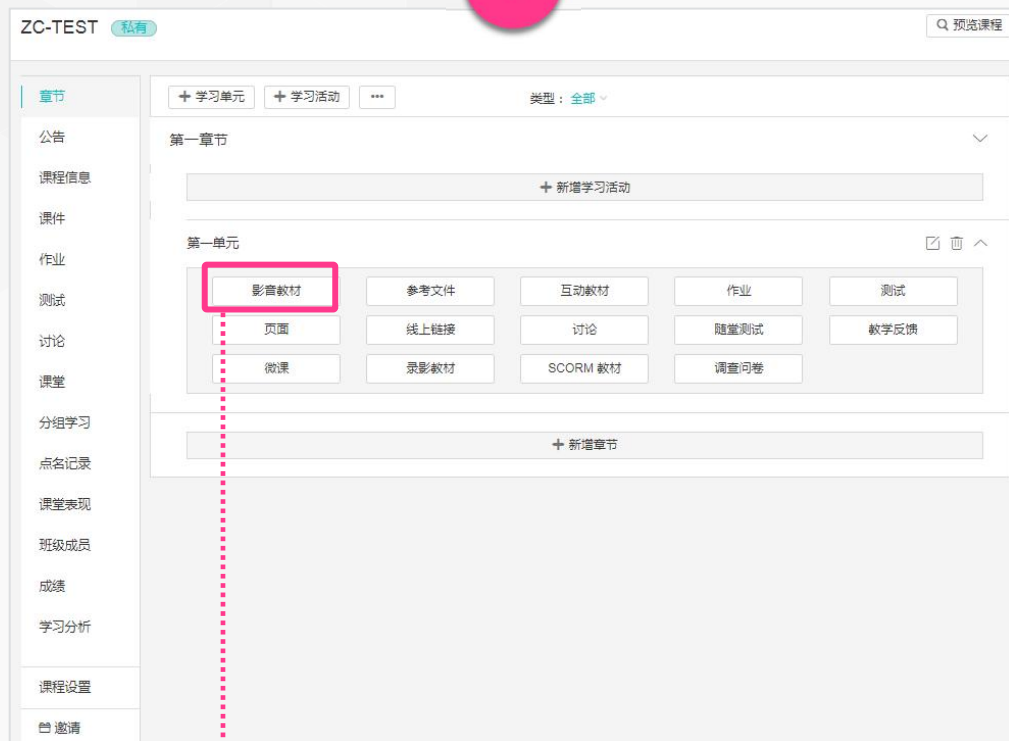 ZC-TEST 私有
预览课程
章节
公告
课程信息
课件
作业
测试
讨论
课堂
分组学习
点名记录
课堂表现
班级成员
成绩
学习分析
课程设置
邀请
+ 学习单元 + 学习活动 ··· 类型：全部
第一章节
+ 新增学习活动
第一单元
影音教材 参考文件 互动教材 作业 测试
页面 线上链接 讨论 随堂测试 教学反馈
微课 录影教材 SCORM 教材 调查问卷
+ 新增章节